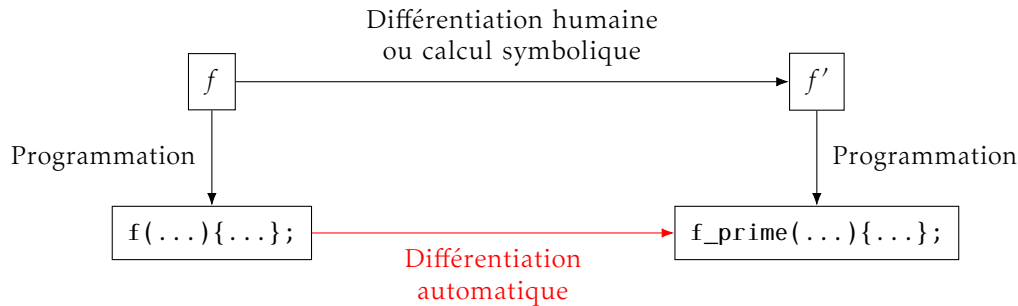 Différentiation humaine
ou calcul symbolique
f
f'
Programmation
Programmation
f(...){...};
f_prime(...){...};
Différentiation
automatique